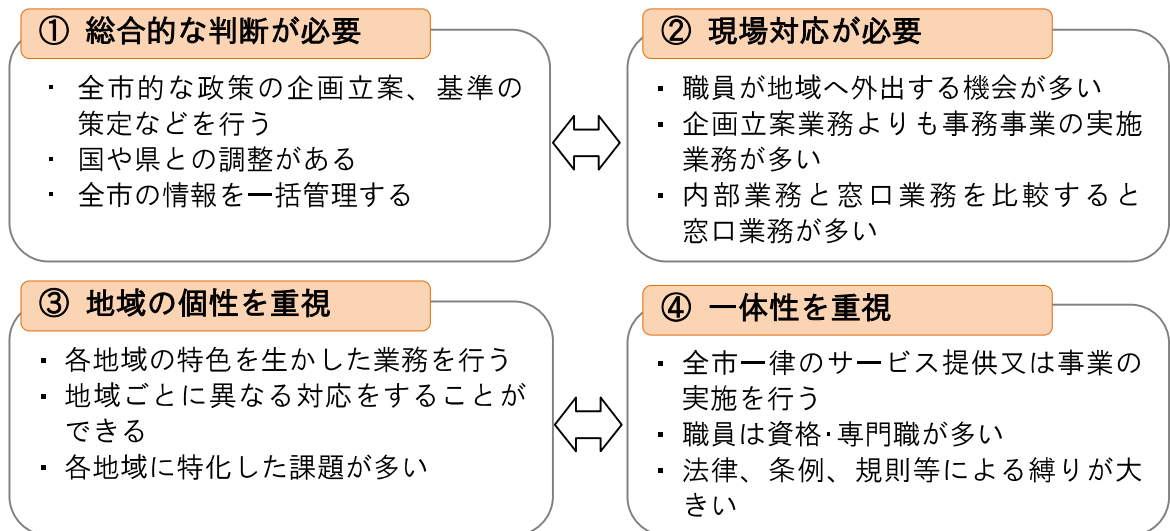 ① 総合的な判断が必要
・ 全市的な政策の企画立案、基準の
策定などを行う
・ 国や県との調整がある
・ 全市の情報を一括管理する
② 現場対応が必要
・ 職員が地域へ外出する機会が多い
・ 企画立案業務よりも事務事業の実施
業務が多い
・ 内部業務と窓口業務を比較すると
窓口業務が多い
③ 地域の個性を重視
・ 各地域の特色を生かした業務を行う
・ 地域ごとに異なる対応をすることが
できる
・ 各地域に特化した課題が多い
④ 一体性を重視
・ 全市一律のサービス提供又は事業の
実施を行う
・ 職員は資格・専門職が多い
・ 法律、条例、規則等による縛りが大
きい